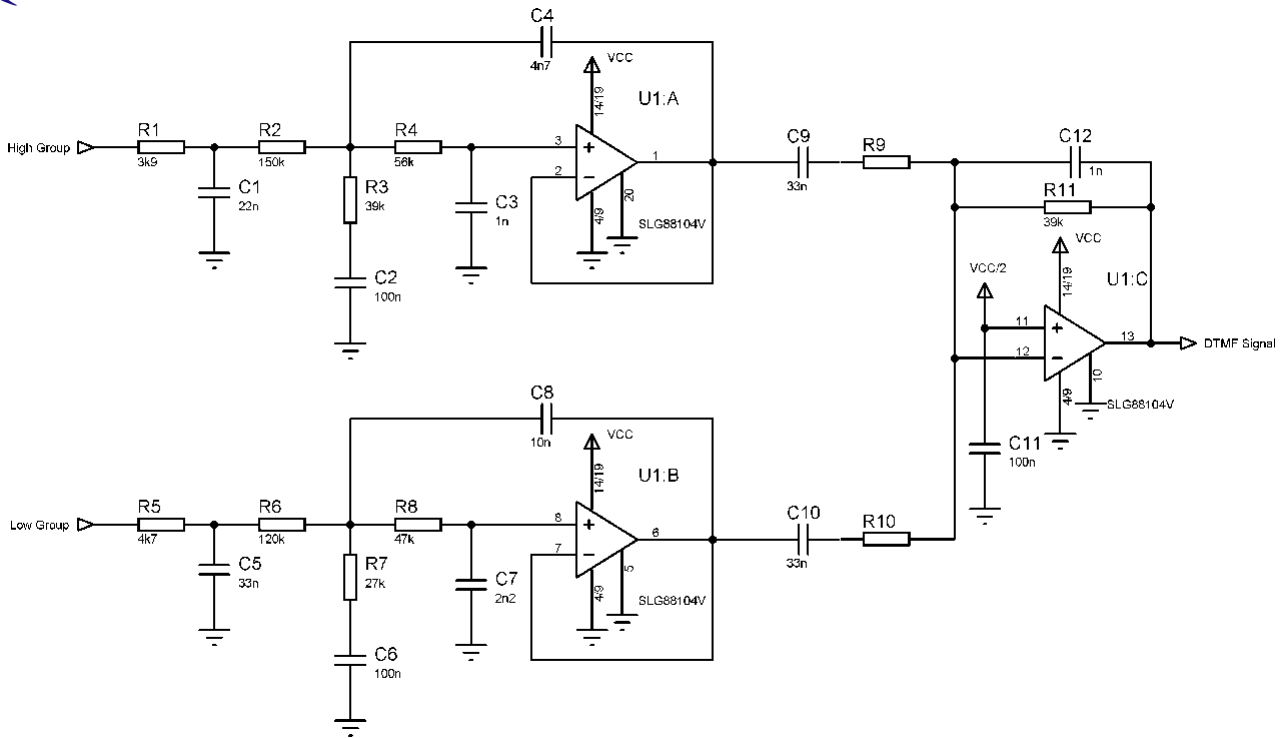 C4
4n7
VCC
14/19
U1:A
High Group
R1
3k9
R2
150k
R4
56k
3
2
1
C1
22n
R3
39k
C3
1n
4/9
20
SLG88104V
C2
100n
C9
33n
R9
C12
1n
R11
39k
VCC
14/19
VCC/2
U1:C
11
12
13
DTMF Signal
4/9
10
SLG88104V
C11
100n
C8
10n
VCC
14/19
U1:B
Low Group
R5
4k7
R6
120k
R8
47k
8
7
6
C5
33n
R7
27k
C7
2n2
4/9
5
SLG88104V
C6
100n
C10
33n
R10